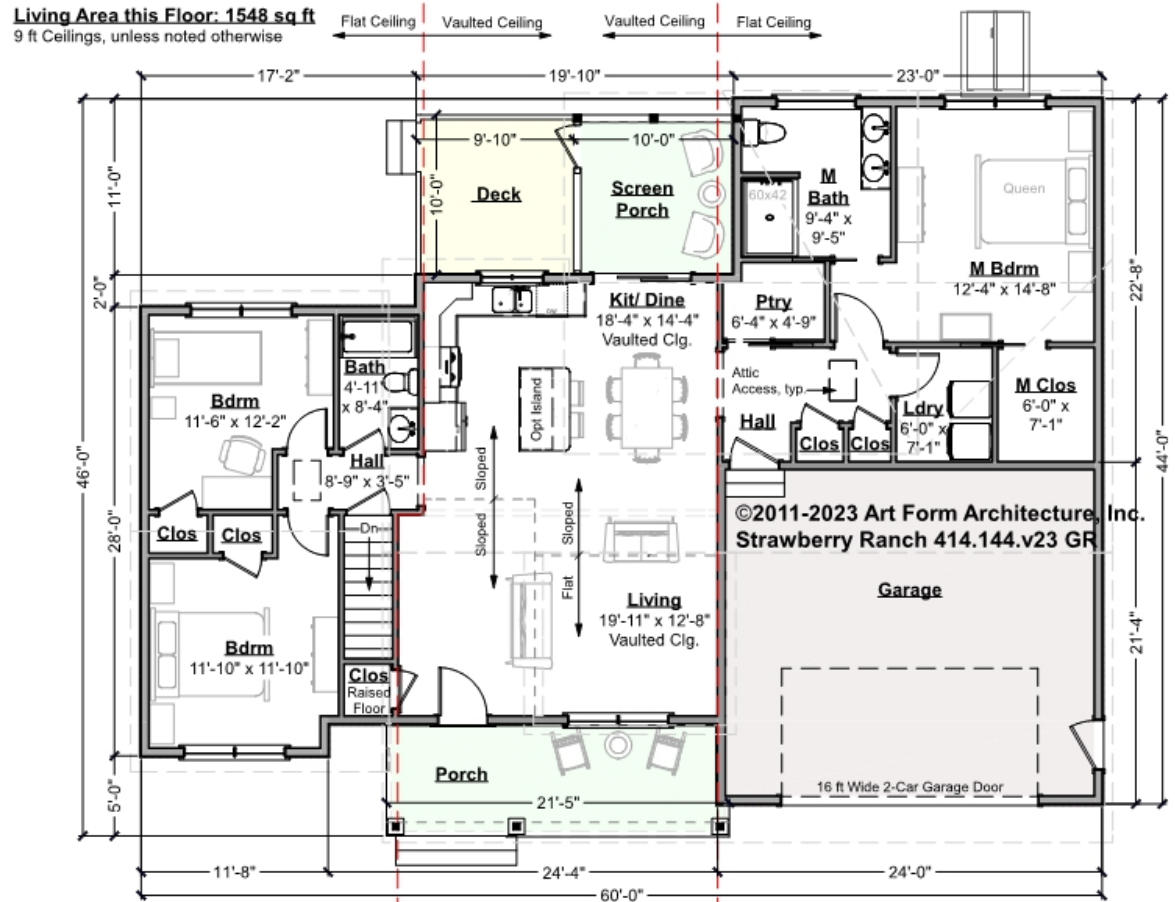 Living Area this Floor: 1548 sq ft
9 ft Ceilings, unless noted otherwise
Flat Ceiling
Vaulted Ceiling
Vaulted Ceiling
Flat Ceiling
17'-2"
19'-10"
23'-0"
9'-10"
10'-0"
11'-0"
10'-0"
Deck
Screen
Porch
60x42
M
Bath
9'-4" x
9'-5"
Queen
M Bdrm
12'-4" x 14'-8"
22'-8"
2'-0"
Kit/ Dine
18'-4" x 14'-4"
Vaulted Clg.
Ptry
6'-4" x 4'-9"
Bath
4'-11"
x 8'-4"
Bdrm
11'-6" x 12'-2"
Opt Island
Attic
Access, typ.
Hall
Clos
Clos
Ldry
6'-0" x
7'-1"
M Clos
6'-0" x
7'-1"
Hall
8'-9" x 3'-5"
Sloped
Sloped
Sloped
Flat
46'-0"
44'-0"
28'-0"
Clos
Clos
Dn
©2011-2023 Art Form Architecture, Inc.
Strawberry Ranch 414.144.v23 GR
Garage
Living
19'-11" x 12'-8"
Vaulted Clg.
21'-4"
Bdrm
11'-10" x 11'-10"
Clos
Raised
Floor
Porch
21'-5"
16 ft Wide 2-Car Garage Door
5'-0"
11'-8"
24'-4"
24'-0"
60'-0"